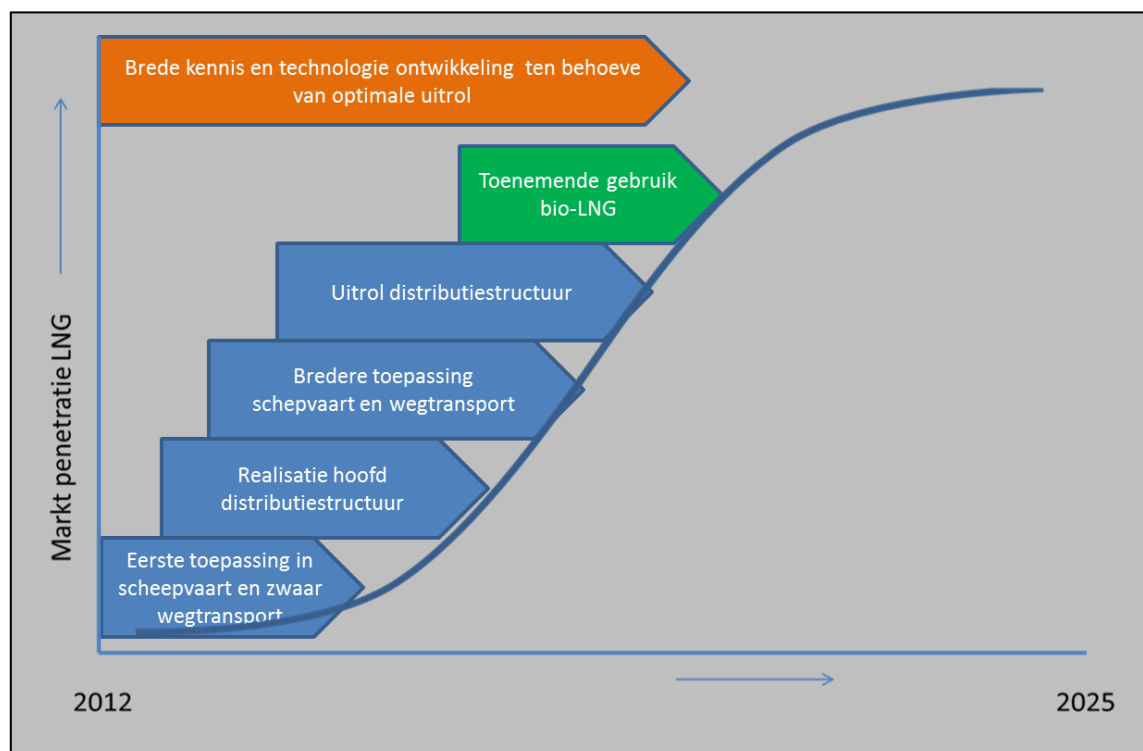 Brede kennis en technologie ontwikkeling ten behoeve
van optimale uitrol
Toenemende gebruik
bio-LNG
Uitrol distributiestructuur
Bredere toepassing
schepvaart en wegtransport
Realisatie hoofd
distributiestructuur
Eerste toepassing in
scheepvaart en zwaar
wegtransport
Markt penetratie LNG
2012
2025